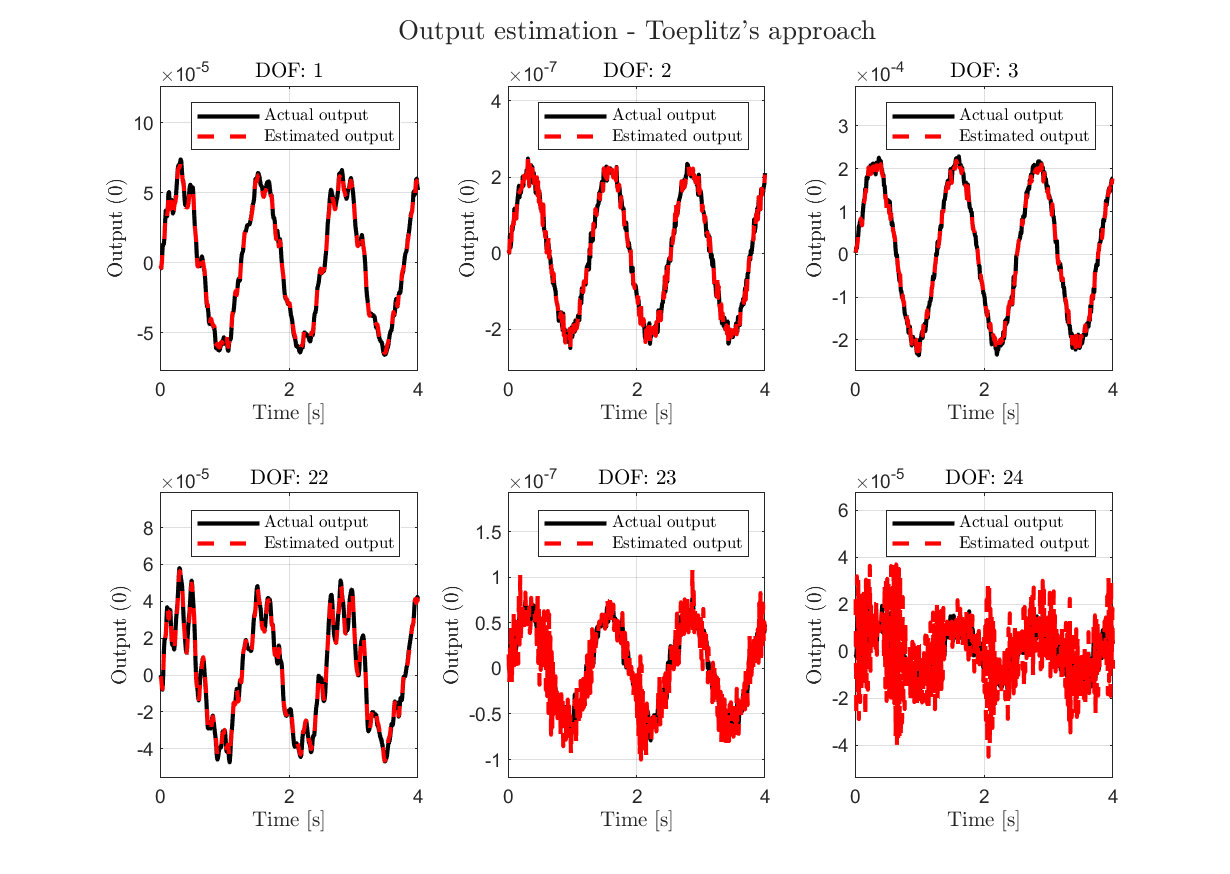 Output estimation - Toeplitz's approach
×10-5
DOF: 1
10
5
0
-5
Output (0)
Actual output
Estimated output
0 2 4
Time [s]
×10-7
DOF: 2
4
2
0
-2
Output (0)
Actual output
Estimated output
0 2 4
Time [s]
×10-4
DOF: 3
3
2
1
0
-1
-2
Output (0)
Actual output
Estimated output
0 2 4
Time [s]
×10-5
DOF: 22
8
6
4
2
0
-2
-4
Output (0)
Actual output
Estimated output
0 2 4
Time [s]
×10-7
DOF: 23
1.5
1
0.5
0
-0.5
-1
Output (0)
Actual output
Estimated output
0 2 4
Time [s]
×10-5
DOF: 24
6
4
2
0
-2
-4
Output (0)
Actual output
Estimated output
0 2 4
Time [s]